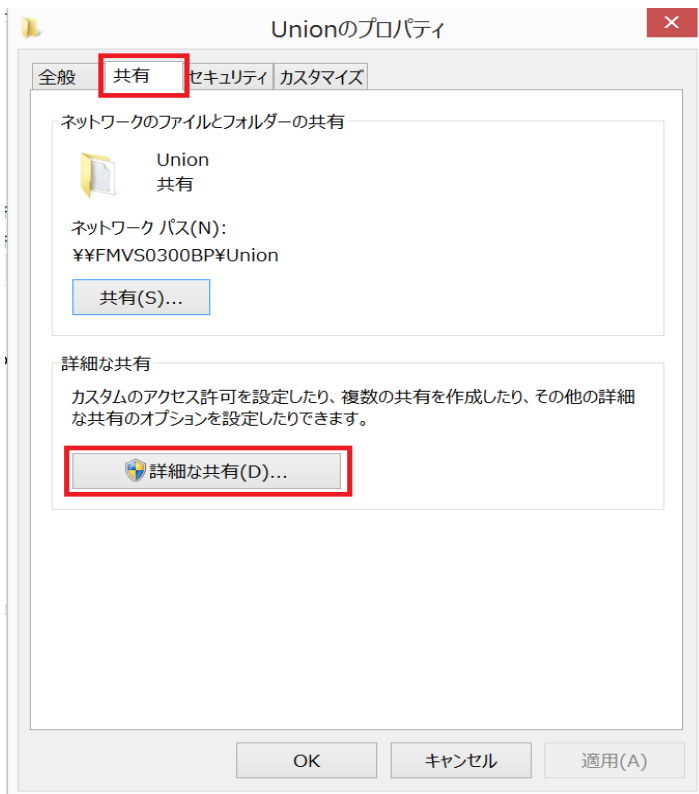 Unionのプロパティ
全般 共有 セキュリティ カスタマイズ
ネットワークのファイルとフォルダーの共有
Union
共有
ネットワーク パス(N):
¥¥FMVS0300BP¥Union
共有(S)...
詳細な共有
カスタムのアクセス許可を設定したり、複数の共有を作成したり、その他の詳細
な共有のオプションを設定したりできます。
詳細な共有(D)...
OK キャンセル 適用(A)